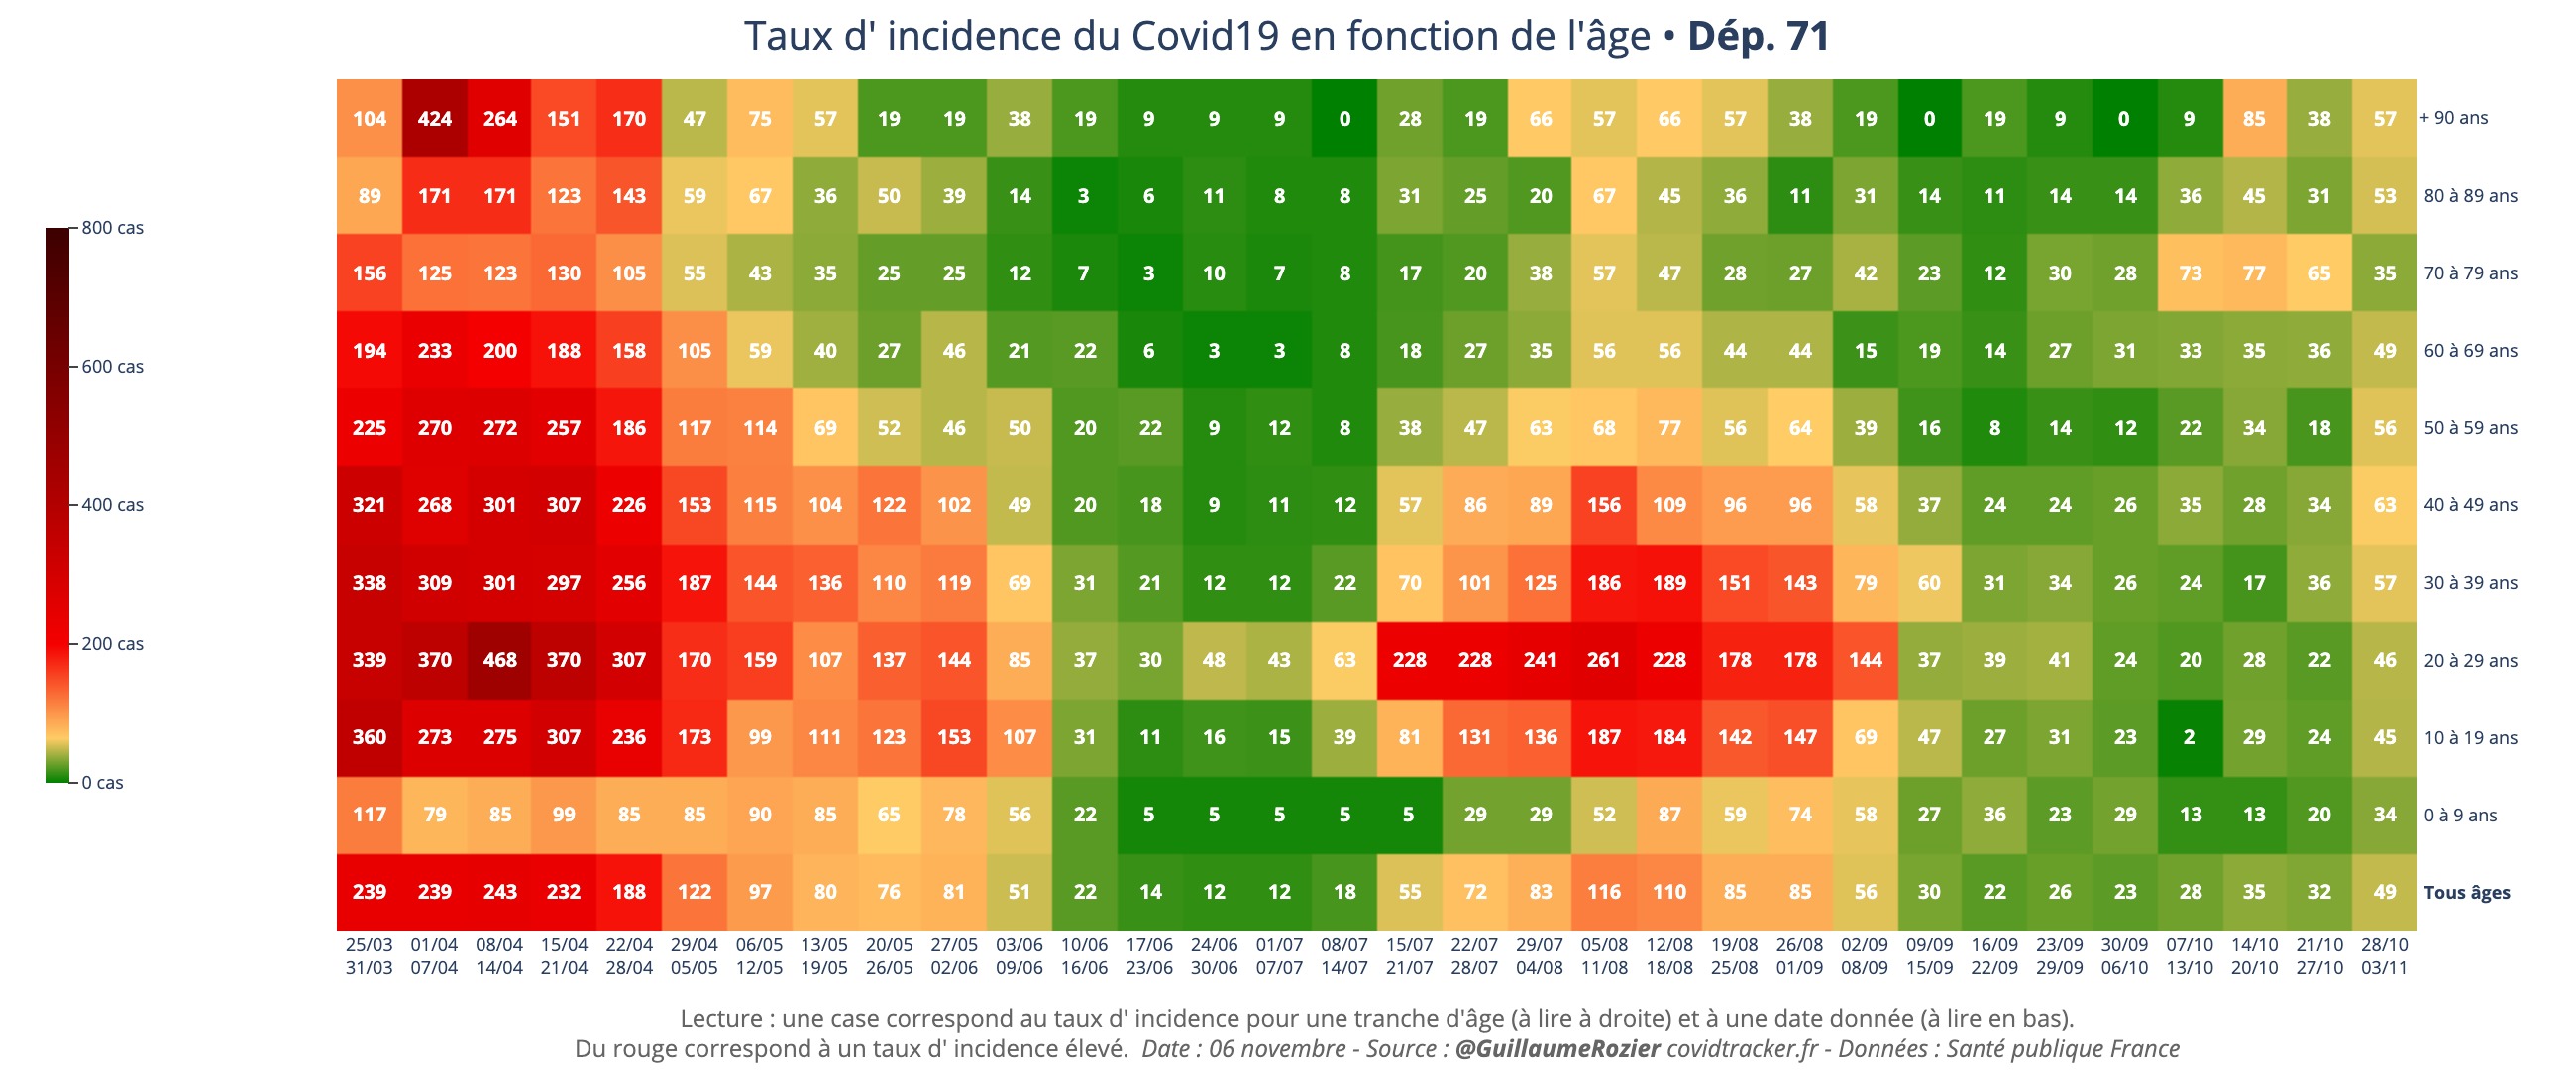 Taux d' incidence du Covid19 en fonction de l'âge • Dép. 71
800 cas
600 cas
400 cas
200 cas
0 cas
104 424 264 151 170 47 75 57 19 19 38 19 9 9 9 0 28 19 66 57 66 57 38 19 0 19 9 0 9 85 38 57 + 90 ans
89 171 171 123 143 59 67 36 50 39 14 3 6 11 8 8 31 25 20 67 45 36 11 31 14 11 14 14 36 45 31 53 80 à 89 ans
156 125 123 130 105 55 43 35 25 25 12 7 3 10 7 8 17 20 38 57 47 28 27 42 23 12 30 28 73 77 65 35 70 à 79 ans
194 233 200 188 158 105 59 40 27 46 21 22 6 3 3 8 18 27 35 56 56 44 44 15 19 14 27 31 33 35 36 49 60 à 69 ans
225 270 272 257 186 117 114 69 52 46 50 20 22 9 12 8 38 47 63 68 77 56 64 39 16 8 14 12 22 34 18 56 50 à 59 ans
321 268 301 307 226 153 115 104 122 102 49 20 18 9 11 12 57 86 89 156 109 96 96 58 37 24 24 26 35 28 34 63 40 à 49 ans
338 309 301 297 256 187 144 136 110 119 69 31 21 12 12 22 70 101 125 186 189 151 143 79 60 31 34 26 24 17 36 57 30 à 39 ans
339 370 468 370 307 170 159 107 137 144 85 37 30 48 43 63 228 228 241 261 228 178 178 144 37 39 41 24 20 28 22 46 20 à 29 ans
360 273 275 307 236 173 99 111 123 153 107 31 11 16 15 39 81 131 136 187 184 142 147 69 47 27 31 23 2 29 24 45 10 à 19 ans
117 79 85 99 85 85 90 85 65 78 56 22 5 5 5 5 5 29 29 52 87 59 74 58 27 36 23 29 13 13 20 34 0 à 9 ans
239 239 243 232 188 122 97 80 76 81 51 22 14 12 12 18 55 72 83 116 110 85 85 56 30 22 26 23 28 35 32 49 Tous âges
25/03 01/04 08/04 15/04 22/04 29/04 06/05 13/05 20/05 27/05 03/06 10/06 17/06 24/06 01/07 08/07 15/07 22/07 29/07 05/08 12/08 19/08 26/08 02/09 09/09 16/09 23/09 30/09 07/10 14/10 21/10 28/10
31/03 07/04 14/04 21/04 28/04 05/05 12/05 19/05 26/05 02/06 09/06 16/06 23/06 30/06 07/07 14/07 21/07 28/07 04/08 11/08 18/08 25/08 01/09 08/09 15/09 22/09 29/09 06/10 13/10 20/10 27/10 03/11
Lecture : une case correspond au taux d' incidence pour une tranche d'âge (à lire à droite) et à une date donnée (à lire en bas).
Du rouge correspond à un taux d' incidence élevé. Date : 06 novembre - Source : @GuillaumeRozier covidtracker.fr - Données : Santé publique France